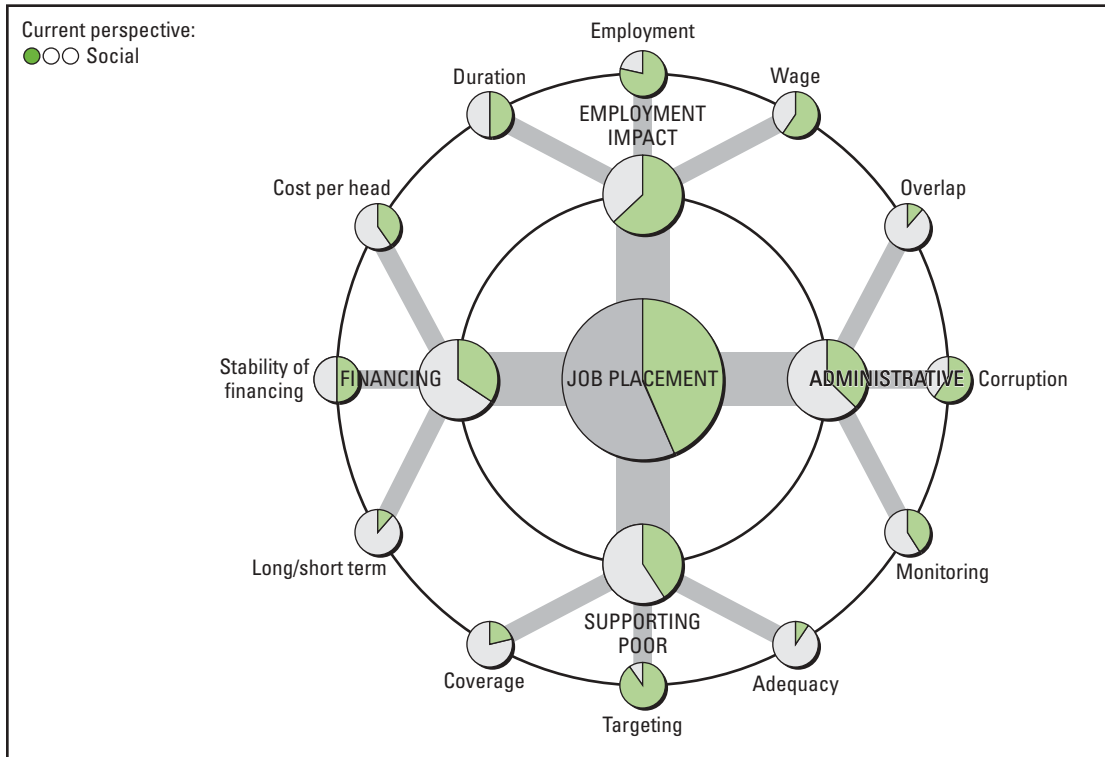 Current perspective:
Social
Employment
Duration
Wage
EMPLOYMENT
IMPACT
Cost per head
Overlap
Stability of
financing
FINANCING
JOB PLACEMENT
ADMINISTRATIVE
Corruption
Long/short term
Monitoring
SUPPORTING
POOR
Coverage
Adequacy
Targeting